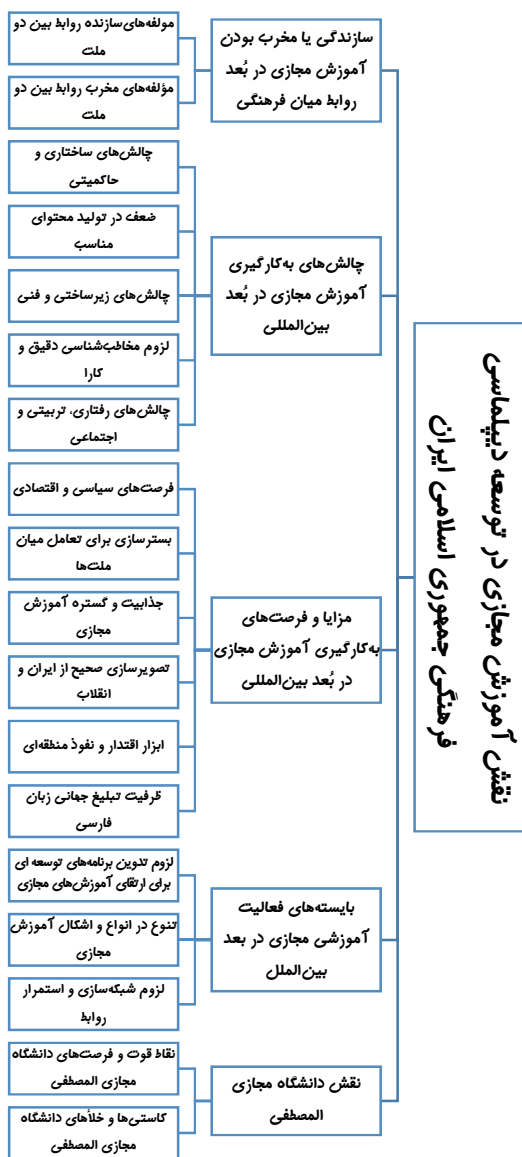 نقش آموزش مجازی در توسعه دیپلماسی
فرهنگی جمهوری اسلامی ایران
سازندگی یا مخرب بودن
آموزش مجازی در بُعد
روابط میان فرهنگی
مولفه‌های سازنده روابط بین دو
ملت
مؤلفه‌های مخرب روابط بین دو
ملت
چالش‌های به‌کارگیری
آموزش مجازی در بُعد
بین‌المللی
چالش‌های ساختاری و
حاکمیتی
ضعف در تولید محتوای
مناسب
چالش‌های زیرساختی و فنی
لزوم مخاطب‌شناسی دقیق و
کارا
چالش‌های رفتاری، تربیتی و
اجتماعی
مزایا و فرصت‌های
به‌کارگیری آموزش مجازی
در بُعد بین‌المللی
فرصت‌های سیاسی و اقتصادی
بسترسازی برای تعامل میان
ملت‌ها
جذابیت و گستره آموزش
مجازی
تصویرسازی صحیح از ایران و
انقلاب
ابزار اقتدار و نفوذ منطقه‌ای
ظرفیت تبلیغ جهانی زبان
فارسی
بایسته‌های فعالیت
آموزشی مجازی در بعد
بین‌الملل
لزوم تدوین برنامه‌های توسعه ای
برای ارتقای آموزش‌های مجازی
تنوع در انواع و اشکال آموزش
مجازی
لزوم شبکه‌سازی و استمرار
روابط
نقش دانشگاه مجازی
المصطفی
نقاط قوت و فرصت‌های دانشگاه
مجازی المصطفی
کاستی‌ها و خلأهای دانشگاه
مجازی المصطفی